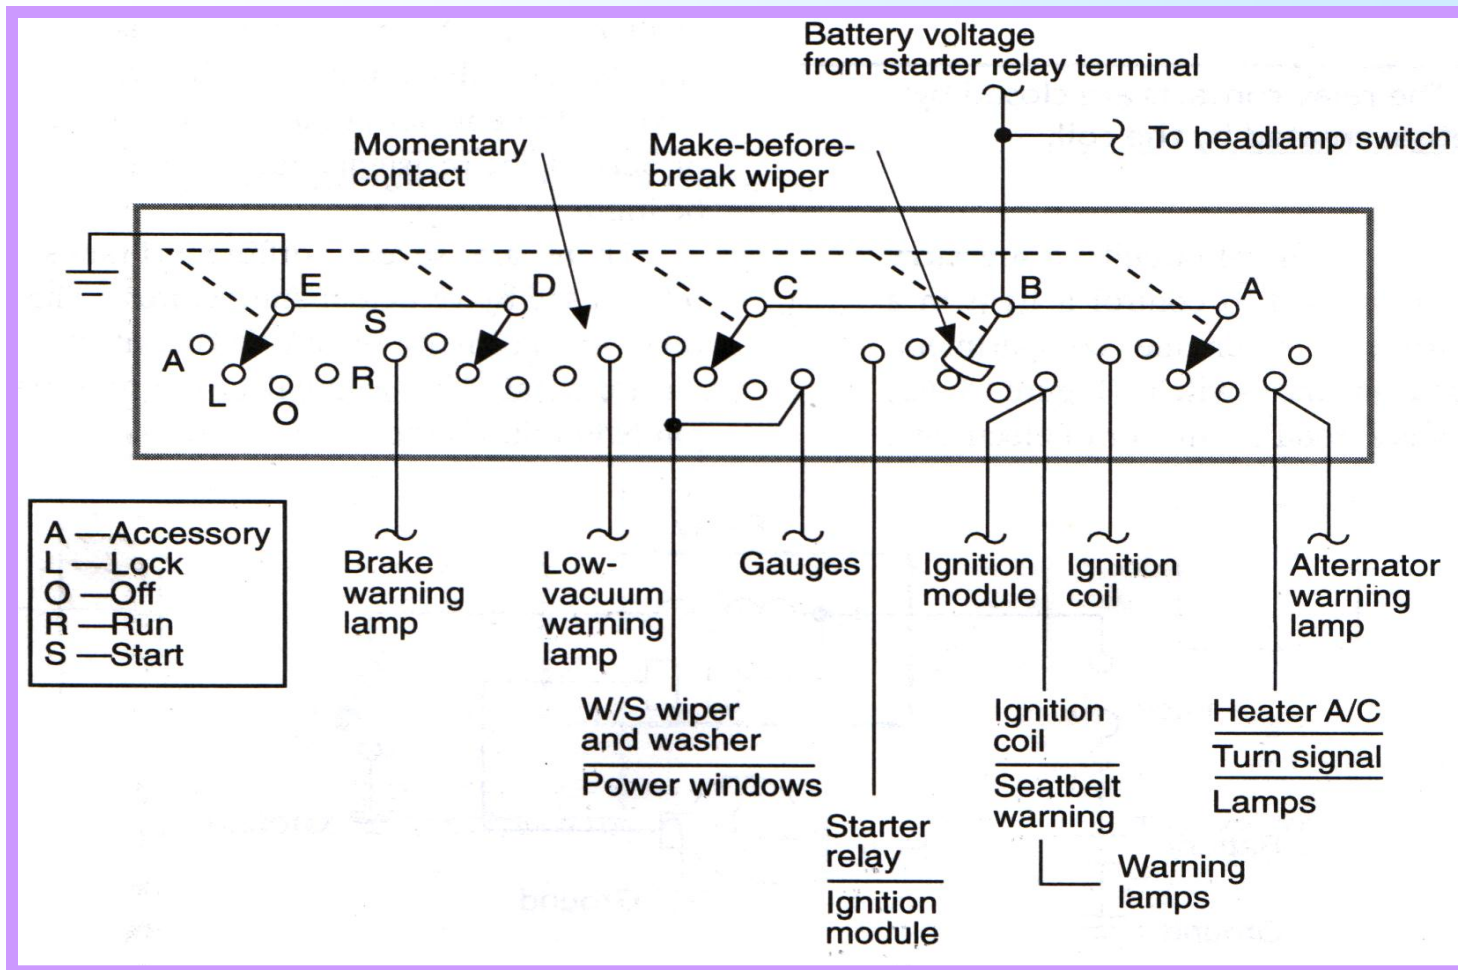 Battery voltage
from starter relay terminal
To headlamp switch
Momentary
contact
Make-before-
break wiper
E
D
C
B
A
S
A
L
O
R
A —Accessory
L —Lock
O —Off
R —Run
S —Start
Brake
warning
lamp
Low-
vacuum
warning
lamp
Gauges
Ignition
module
Ignition
coil
Alternator
warning
lamp
W/S wiper
and washer
Power windows
Starter
relay
Ignition
module
Ignition
coil
Seatbelt
warning
Warning
lamps
Heater A/C
Turn signal
Lamps